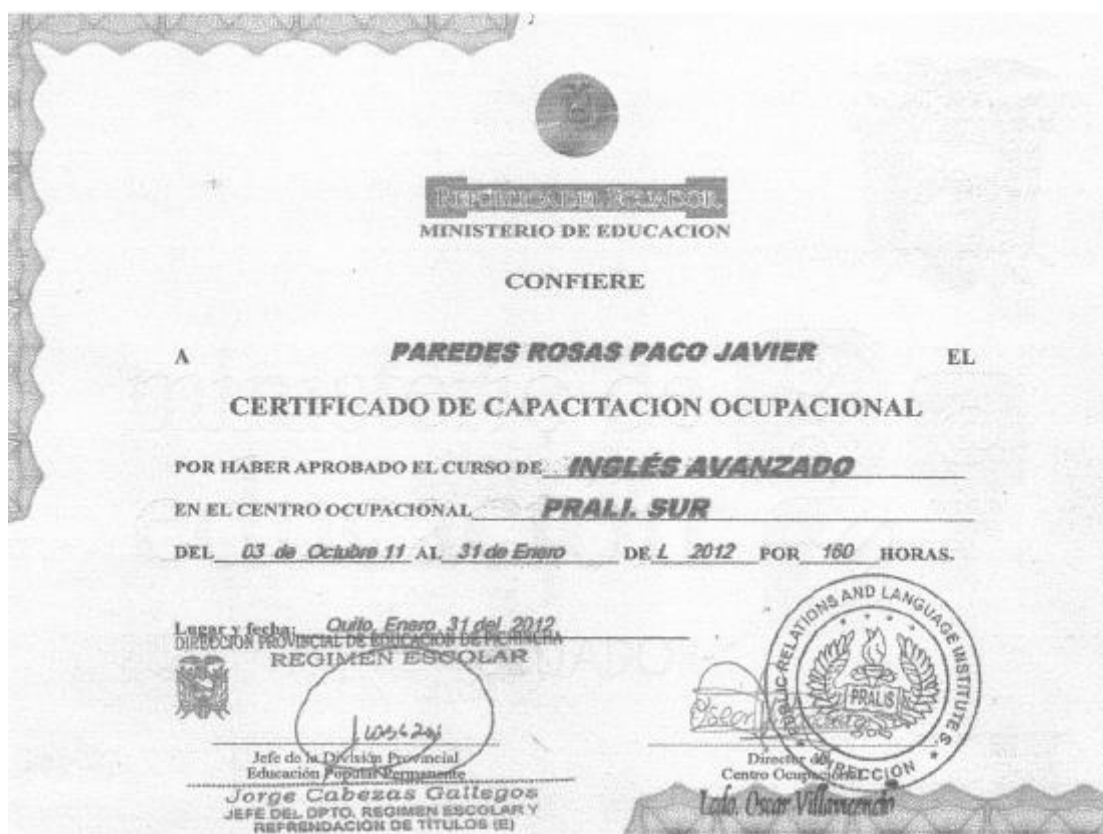 REPÚBLICA DEL ECUADOR
MINISTERIO DE EDUCACION
CONFIERE
A PAREDES ROSAS PACO JAVIER EL
CERTIFICADO DE CAPACITACION OCUPACIONAL
POR HABER APROBADO EL CURSO DE INGLÉS AVANZADO
EN EL CENTRO OCUPACIONAL PRALI. SUR
DEL 03 de Octubre 11 AL 31 de Enero DE L 2012 POR 160 HORAS.
Lugar y fecha: Quito, Enero, 31 del 2012
DIRECCION PROVINCIAL DE EDUCACION DE PICHINCHA
REGIMEN ESCOLAR
Jefe de la División Provincial
Educación Popular Permanente
Jorge Cabezas Gallegos
JEFE DEL DPTO. REGIMEN ESCOLAR Y
REFRENDACION DE TITULOS (E)
PUBLIC RELATIONS AND LANGUAGE INSTITUTES
PRALIS
DIRECCION
Director del
Centro Ocupacional
Lcdo. Oscar Villavicencio